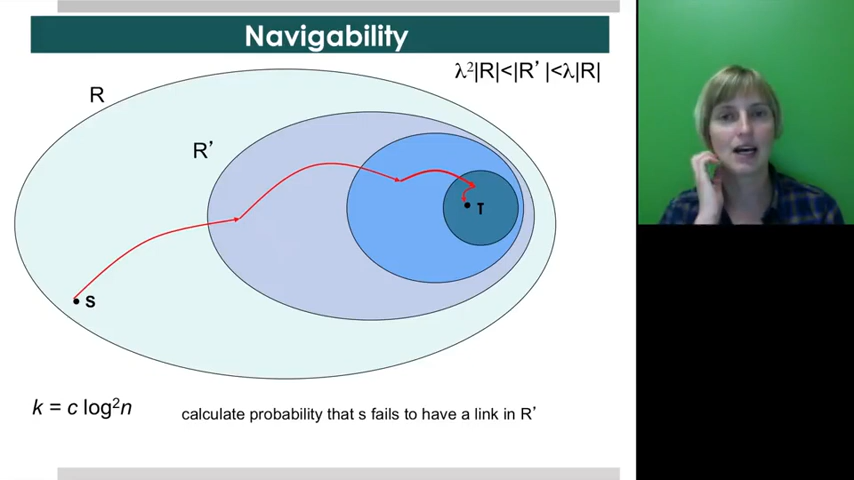 Navigability
λ²|R|<|R’|<λ|R|
R
R’
T
S
k = c log²n
calculate probability that s fails to have a link in R’